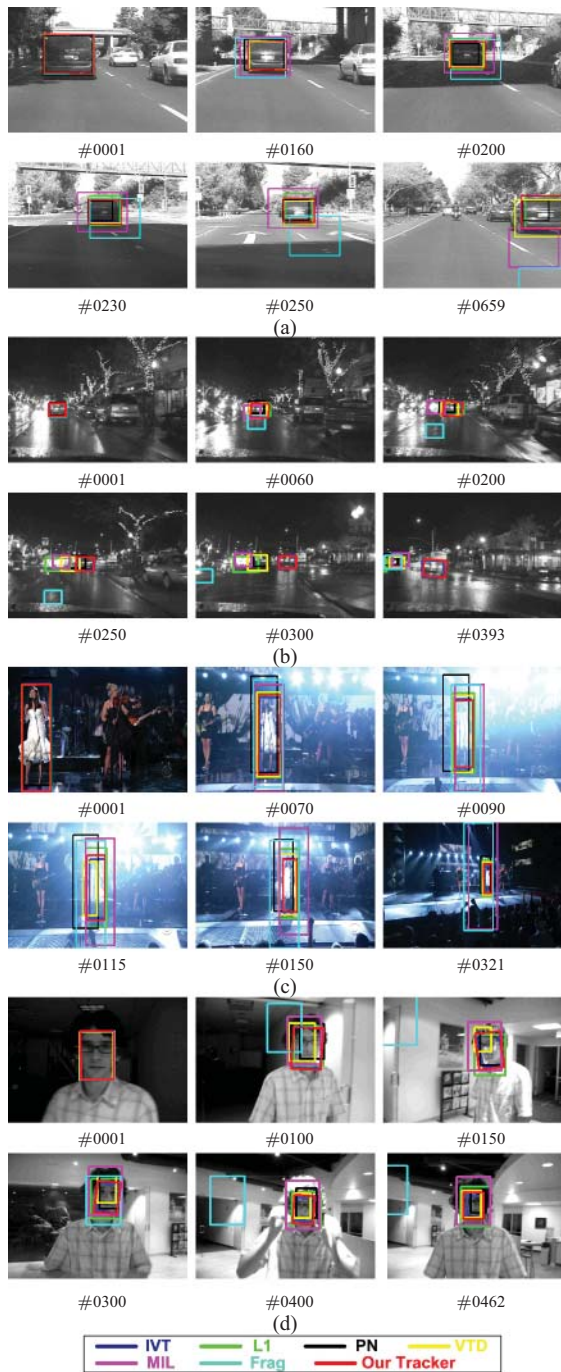 #0001 #0160 #0200
#0230 #0250 #0659
(a)
#0001 #0060 #0200
#0250 #0300 #0393
(b)
#0001 #0070 #0090
#0115 #0150 #0321
(c)
#0001 #0100 #0150
#0300 #0400 #0462
(d)
IVT L1 PN VTD
MIL Frag Our Tracker